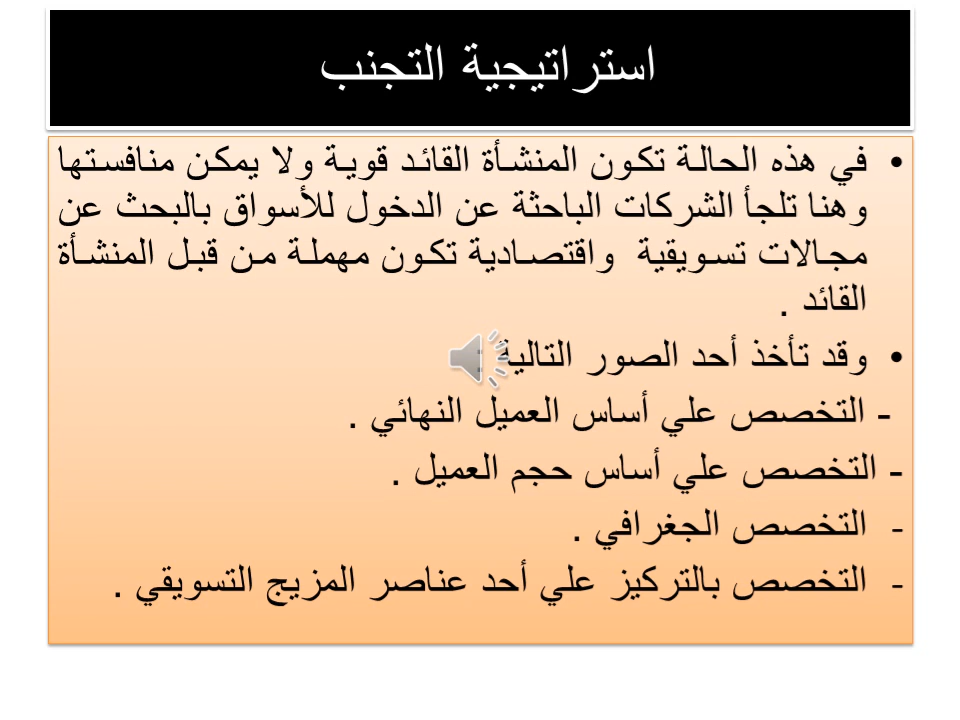 استراتيجية التجنب
• في هذه الحالة تكون المنشأة القائد قوية ولا يمكن منافستها
وهنا تلجأ الشركات الباحثة عن الدخول للأسواق بالبحث عن
مجالات تسويقية واقتصادية تكون مهملة من قبل المنشأة
القائد .
• وقد تأخذ أحد الصور التالية
- التخصص علي أساس العميل النهائي .
- التخصص علي أساس حجم العميل .
- التخصص الجغرافي .
- التخصص بالتركيز علي أحد عناصر المزيج التسويقي .